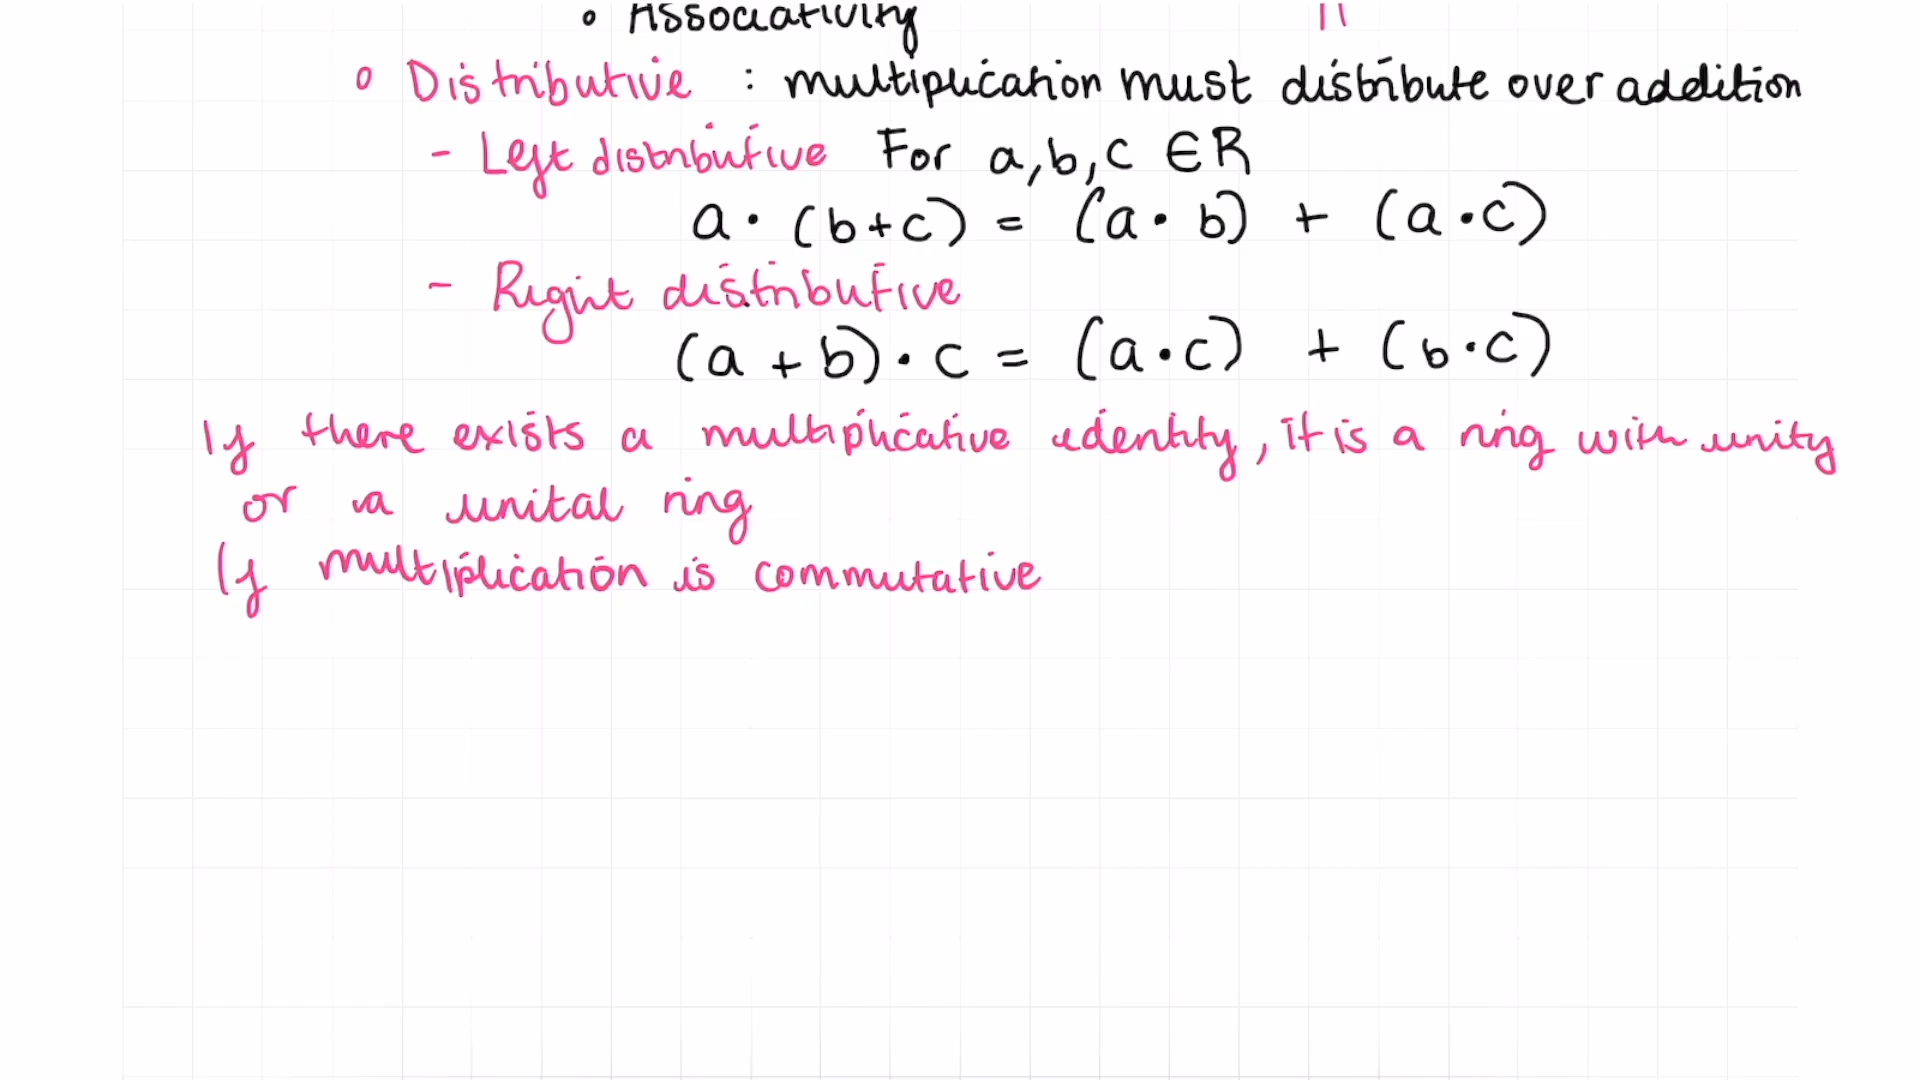 • Associativity
o Distributive : multiplication must distribute over addition
- Left distributive For a, b, c ∈ R
a · (b+c) = (a · b) + (a · c)
- Right distributive
(a + b) · c = (a · c) + (b · c)
If there exists a multiplicative identity, it is a ring with unity
or a unital ring
If multiplication is commutative